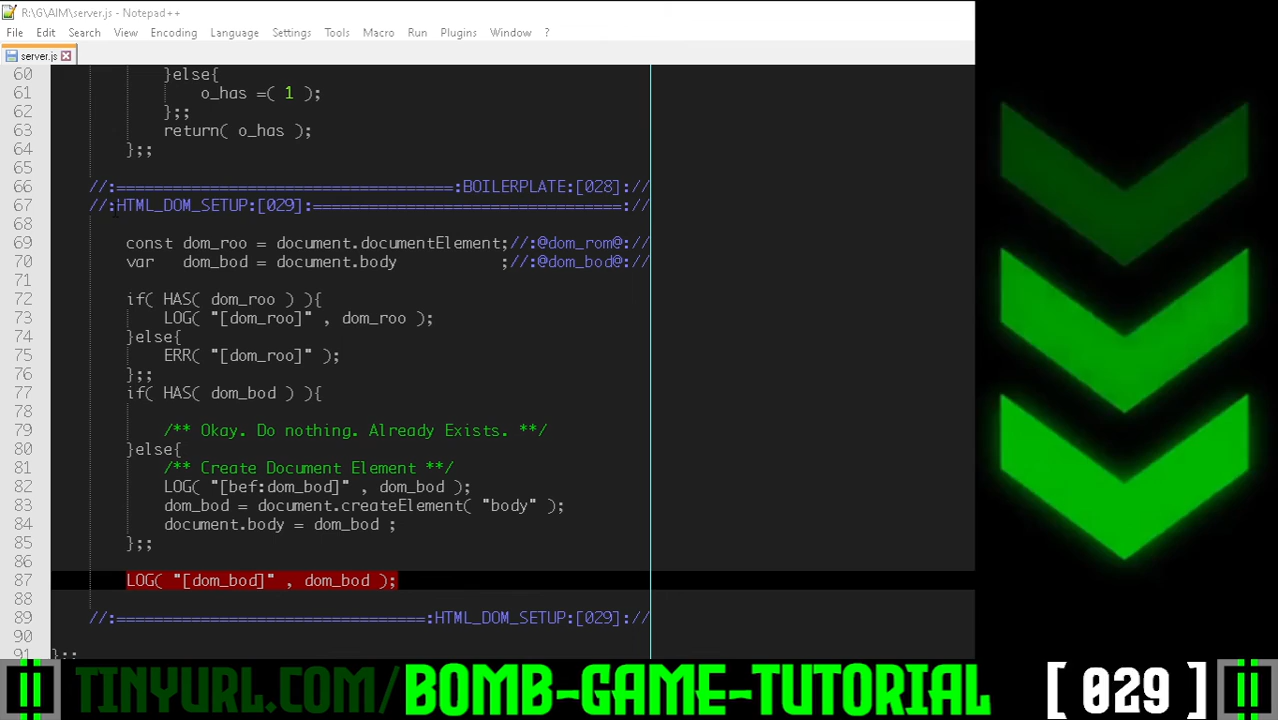 R:\G\AIM\server.js - Notepad++
File Edit Search View Encoding Language Settings Tools Macro Run Plugins Window ?
server.js
60 }else{
61 o_has =( 1 );
62 };;
63 return( o_has );
64 };;
65
66 //:====================================:BOILERPLATE:[028]://
67 //:HTML_DOM_SETUP:[029]:=================================://
68
69 const dom_roo = document.documentElement;//:@dom_rom@://
70 var dom_bod = document.body ;//:@dom_bod@://
71
72 if( HAS( dom_roo ) ){
73 LOG( "[dom_roo]" , dom_roo );
74 }else{
75 ERR( "[dom_roo]" );
76 };;
77 if( HAS( dom_bod ) ){
78
79 /** Okay. Do nothing. Already Exists. **/
80 }else{
81 /** Create Document Element **/
82 LOG( "[bef:dom_bod]" , dom_bod );
83 dom_bod = document.createElement( "body" );
84 document.body = dom_bod ;
85 };;
86
87 LOG( "[dom_bod]" , dom_bod );
88
89 //:=================================:HTML_DOM_SETUP:[029]://
90
91 };;
TINYURL.COM/BOMB-GAME-TUTORIAL [ 029 ]